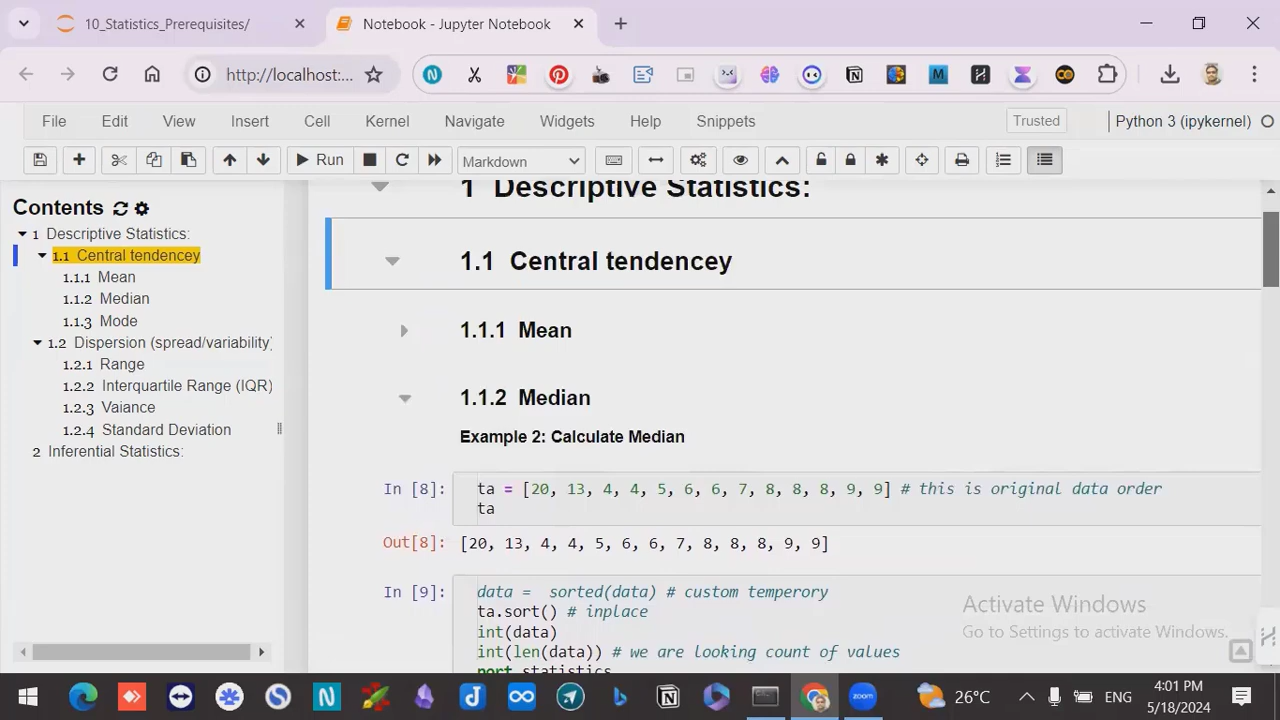 10_Statistics_Prerequisites/
Notebook - Jupyter Notebook
http://localhost:...
File Edit View Insert Cell Kernel Navigate Widgets Help Snippets
Trusted
Python 3 (ipykernel)
Run
Markdown
Contents
1 Descriptive Statistics:
1.1 Central tendencey
1.1.1 Mean
1.1.2 Median
1.1.3 Mode
1.2 Dispersion (spread/variability)
1.2.1 Range
1.2.2 Interquartile Range (IQR)
1.2.3 Vaiance
1.2.4 Standard Deviation
2 Inferential Statistics:
1 Descriptive Statistics:
1.1 Central tendencey
1.1.1 Mean
1.1.2 Median
Example 2: Calculate Median
In [8]: ta = [20, 13, 4, 4, 5, 6, 6, 7, 8, 8, 8, 9, 9] # this is original data order
ta
Out[8]: [20, 13, 4, 4, 5, 6, 6, 7, 8, 8, 8, 9, 9]
In [9]: data = sorted(data) # custom temperory
ta.sort() # inplace
int(data)
int(len(data)) # we are looking count of values
port statistics
Activate Windows
Go to Settings to activate Windows.
26°C
ENG
4:01 PM
5/18/2024